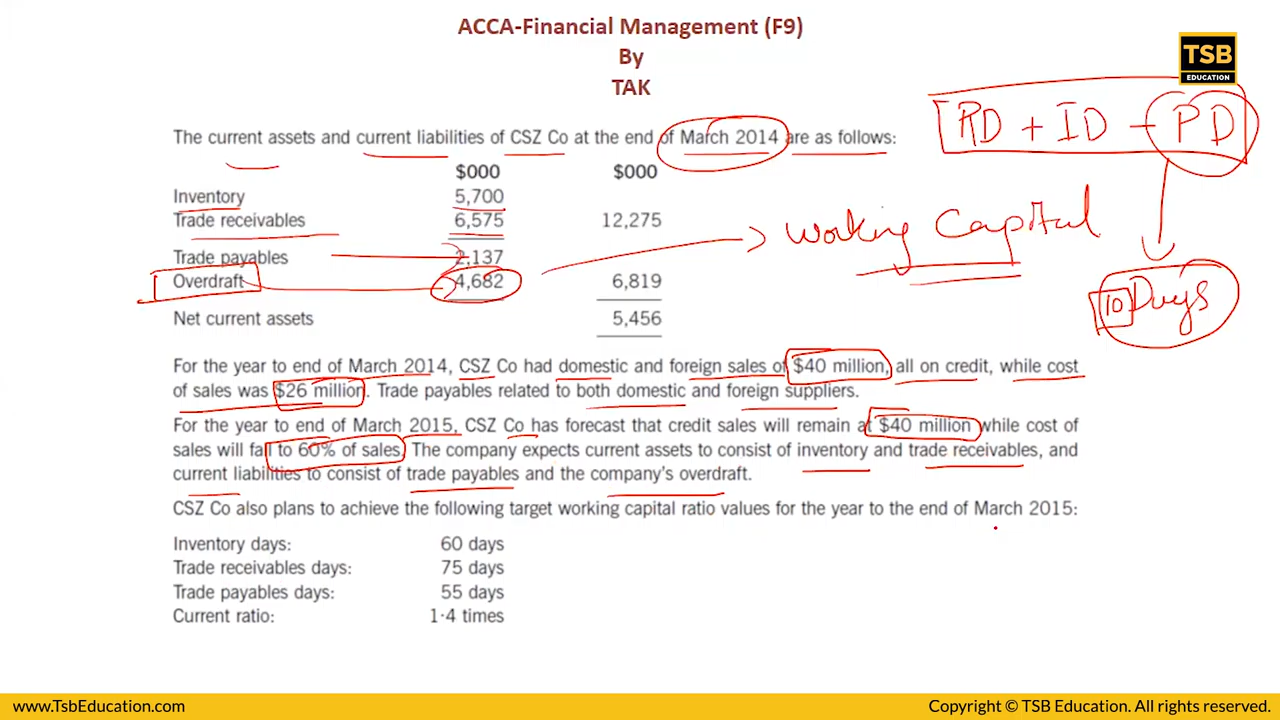 ACCA-Financial Management (F9)
By
TAK
TSB
EDUCATION
RD + ID - PD
The current assets and current liabilities of CSZ Co at the end of March 2014 are as follows:
$000 $000
Inventory 5,700
Trade receivables 6,575 12,275
Working Capital
Trade payables 2,137
Overdraft 4,682 6,819
10 Days
Net current assets 5,456
For the year to end of March 2014, CSZ Co had domestic and foreign sales of $40 million, all on credit, while cost
of sales was $26 million. Trade payables related to both domestic and foreign suppliers.
For the year to end of March 2015, CSZ Co has forecast that credit sales will remain at $40 million while cost of
sales will fall to 60% of sales. The company expects current assets to consist of inventory and trade receivables, and
current liabilities to consist of trade payables and the company's overdraft.
CSZ Co also plans to achieve the following target working capital ratio values for the year to the end of March 2015:
Inventory days: 60 days
Trade receivables days: 75 days
Trade payables days: 55 days
Current ratio: 1·4 times
www.TsbEducation.com
Copyright © TSB Education. All rights reserved.